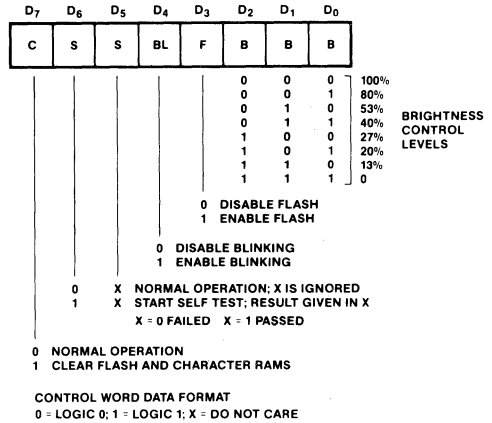 D7 D6 D5 D4 D3 D2 D1 D0
C S S BL F B B B
0 0 0 100%
0 0 1 80%
0 1 0 53%
0 1 1 40%
1 0 0 27%
1 0 1 20%
1 1 0 13%
1 1 1 0
BRIGHTNESS
CONTROL
LEVELS
0 DISABLE FLASH
1 ENABLE FLASH
0 DISABLE BLINKING
1 ENABLE BLINKING
0 X NORMAL OPERATION; X IS IGNORED
1 X START SELF TEST; RESULT GIVEN IN X
X = 0 FAILED X = 1 PASSED
0 NORMAL OPERATION
1 CLEAR FLASH AND CHARACTER RAMS
CONTROL WORD DATA FORMAT
0 = LOGIC 0; 1 = LOGIC 1; X = DO NOT CARE